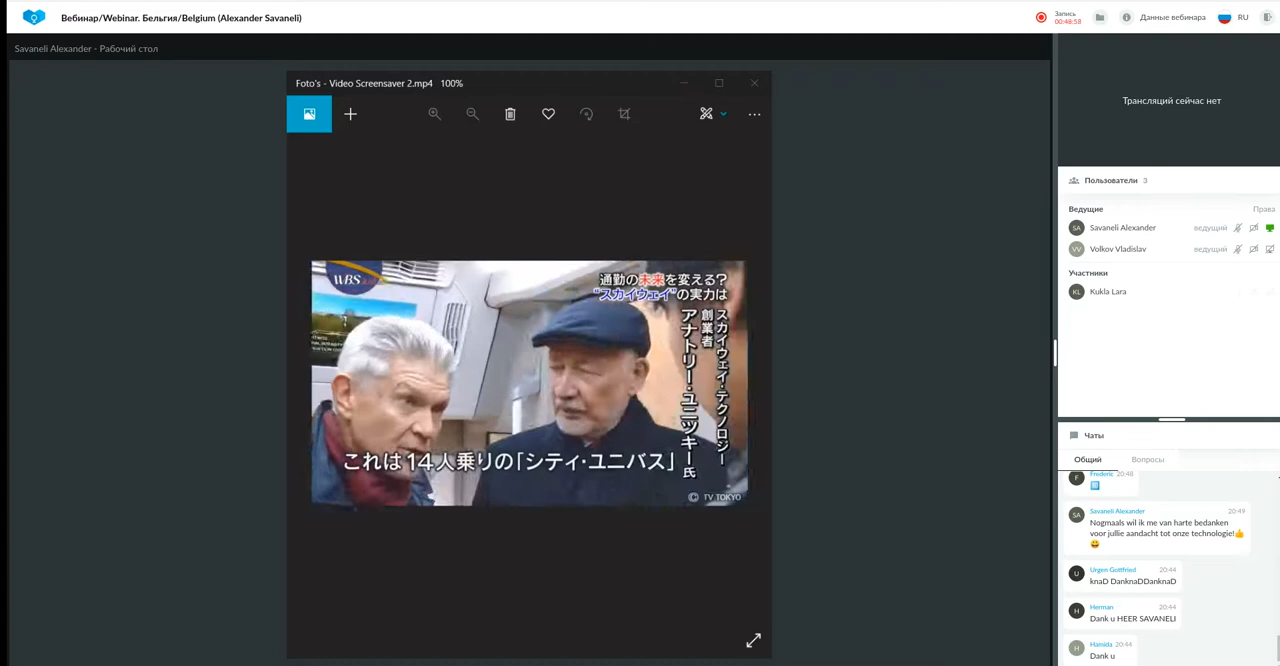 Вебинар/Webinar. Бельгия/Belgium (Alexander Savaneli)
Запись
00:48:58
Данные вебинара
RU
Savaneli Alexander - Рабочий стол
Foto's - Video Screensaver 2.mp4 100%
WBS
通勤の未来を変える?
"スカイウェイ"の実力は
スカイウェイ・テクノロジー
創業者
アナトリー・ユニツキー氏
これは14人乗りの「シティ・ユニバス」
© TV TOKYO
Трансляций сейчас нет
Пользователи 3
Ведущие Права
SA Savaneli Alexander ведущий
VV Volkov Vladislav ведущий
Участники
KL Kukla Lara
Чаты
Общий Вопросы
F Frederic 20:48
SA Savaneli Alexander 20:49
Nogmaals wil ik me van harte bedanken
voor jullie aandacht tot onze technologie!👍
😃
U Urgen Gottfried 20:44
knaD DanknaDDanknaD
H Herman 20:44
Dank u HEER SAVANELI
H Hamida 20:44
Dank u